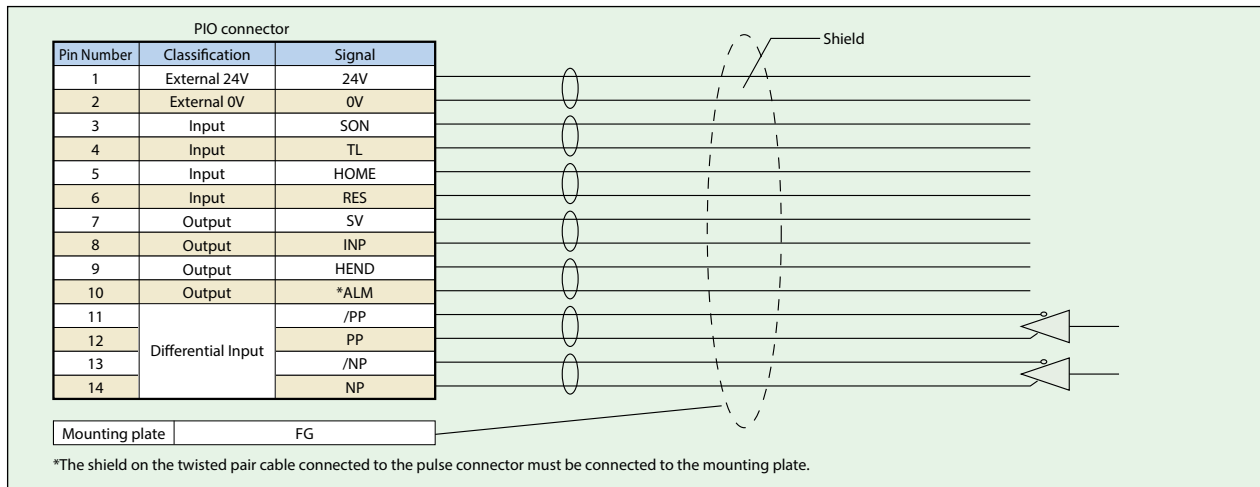 PIO connector
Shield
Pin Number Classification Signal
1 External 24V 24V
2 External 0V 0V
3 Input SON
4 Input TL
5 Input HOME
6 Input RES
7 Output SV
8 Output INP
9 Output HEND
10 Output *ALM
11 /PP
12 PP
Differential Input
13 /NP
14 NP
Mounting plate FG
*The shield on the twisted pair cable connected to the pulse connector must be connected to the mounting plate.